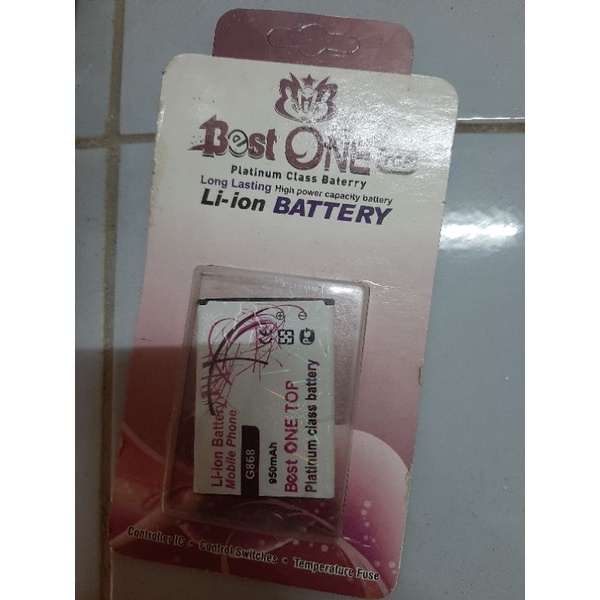 Best ONE TOP
Platinum Class Baterry
Long Lasting High power capacity battery
Li-ion BATTERY
Li-ion Battery
Mobile Phone
G868
950mAh
Best ONE TOP
Platinum class battery
Controller IC - Control Switches - Temperature Fuse